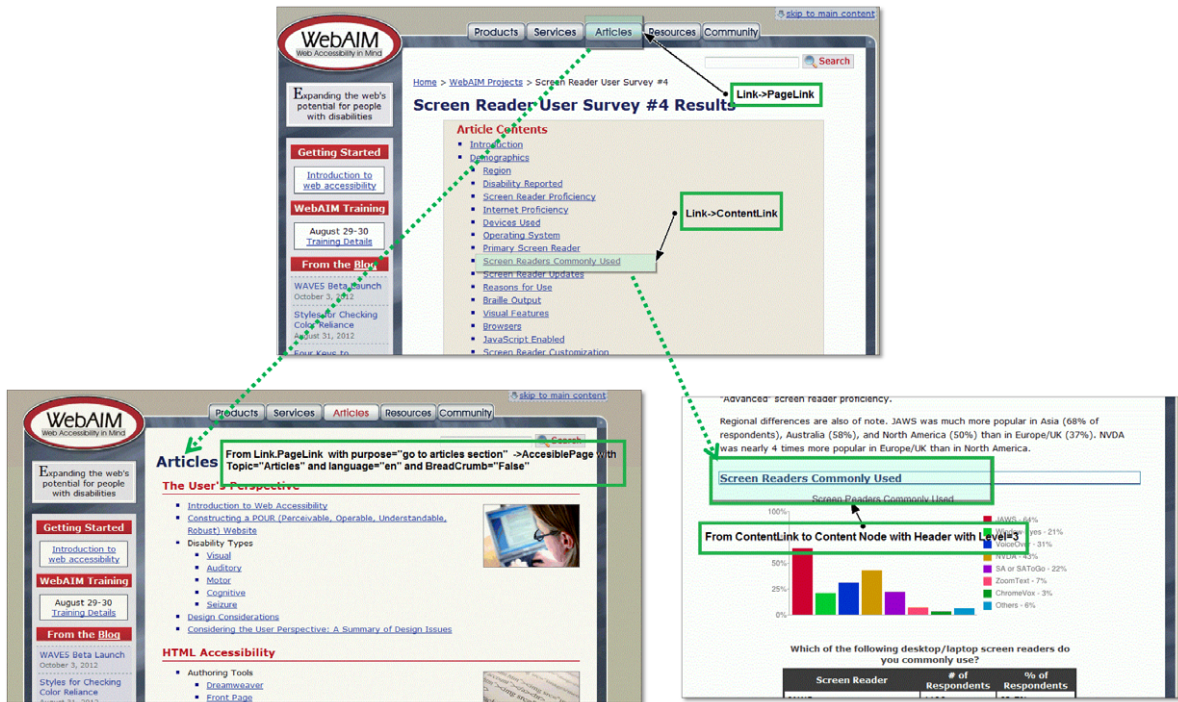 skip to main content
WebAIM
Web Accessibility in Mind
Products Services Articles Resources Community
Search
Expanding the web's
potential for people
with disabilities
Getting Started
Introduction to
web accessibility
WebAIM Training
August 29-30
Training Details
From the Blog
WAVE5 Beta Launch
October 3, 2012
Styles for Checking
Color Reliance
August 31, 2012
Four Keys to
Home > WebAIM Projects > Screen Reader User Survey #4
Link->PageLink
Screen Reader User Survey #4 Results
Article Contents
Introduction
Demographics
Region
Disability Reported
Screen Reader Proficiency
Internet Proficiency
Devices Used
Operating System
Primary Screen Reader
Screen Readers Commonly Used
Screen Reader Updates
Reasons for Use
Braille Output
Visual Features
Browsers
JavaScript Enabled
Screen Reader Customization
Link->ContentLink
skip to main content
WebAIM
Web Accessibility in Mind
Products Services Articles Resources Community
Search
Expanding the web's
potential for people
with disabilities
Getting Started
Introduction to
web accessibility
WebAIM Training
August 29-30
Training Details
From the Blog
WAVE5 Beta Launch
October 3, 2012
Styles for Checking
Color Reliance
August 31, 2012
Articles
From Link.PageLink with purpose="go to articles section" ->AccesiblePage with
Topic="Articles" and language="en" and BreadCrumb="False"
The User's Perspective
Introduction to Web Accessibility
Constructing a POUR (Perceivable, Operable, Understandable,
Robust) Website
Disability Types
Visual
Auditory
Motor
Cognitive
Seizure
Design Considerations
Considering the User Perspective: A Summary of Design Issues
HTML Accessibility
Authoring Tools
Dreamweaver
Front Page
"Advanced" screen reader proficiency.
Regional differences are also of note. JAWS was much more popular in Asia (68% of
respondents), Australia (58%), and North America (50%) than in Europe/UK (37%). NVDA
was nearly 4 times more popular in Europe/UK than in North America.
Screen Readers Commonly Used
Screen Readers Commonly Used
From ContentLink to Content Node with Header with Level=3
100%
50%
25%
0%
JAWS - 64%
Window-Eyes - 21%
VoiceOver - 31%
NVDA - 43%
SA or SAToGo - 22%
ZoomText - 7%
ChromeVox - 3%
Others - 6%
Which of the following desktop/laptop screen readers do
you commonly use?
Screen Reader # of Respondents % of Respondents